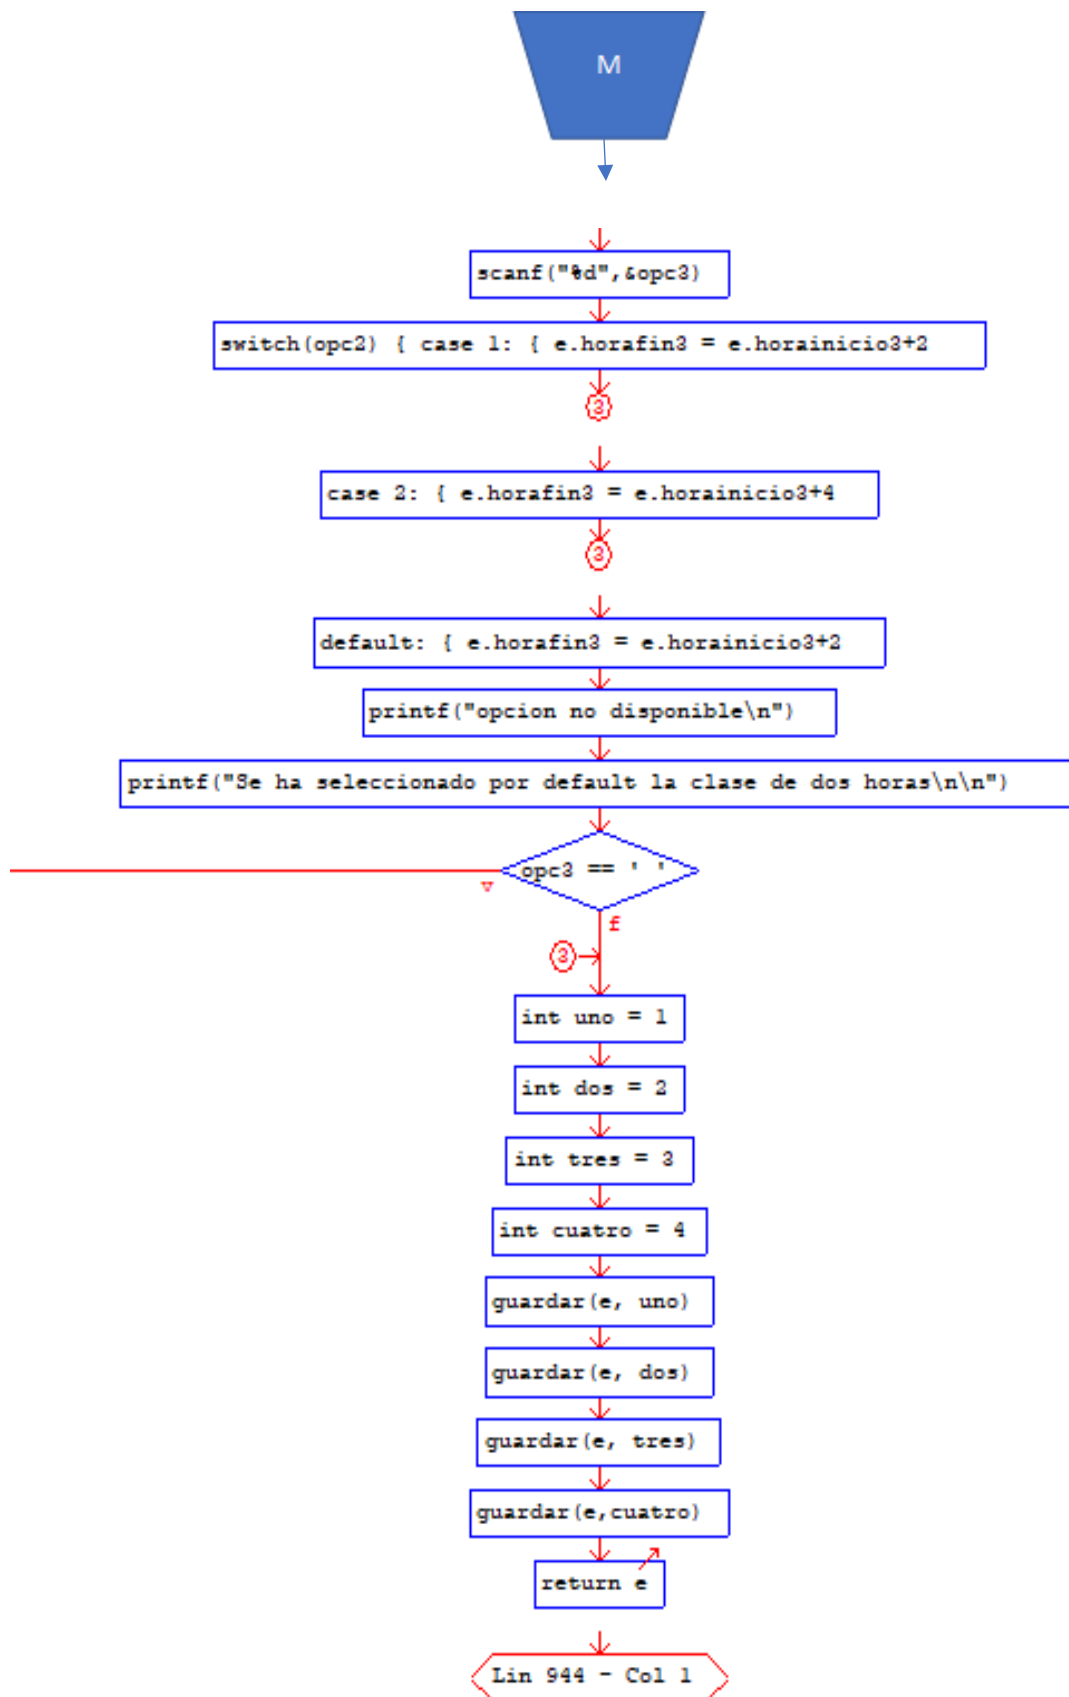 M
scanf("%d",&opc3)
switch(opc2) { case 1: { e.horafin3 = e.horainicio3+2
3
case 2: { e.horafin3 = e.horainicio3+4
3
default: { e.horafin3 = e.horainicio3+2
printf("opcion no disponible\n")
printf("Se ha seleccionado por default la clase de dos horas\n\n")
opc3 == ' '
v
f
3
int uno = 1
int dos = 2
int tres = 3
int cuatro = 4
guardar(e, uno)
guardar(e, dos)
guardar(e, tres)
guardar(e,cuatro)
return e
Lin 944 - Col 1